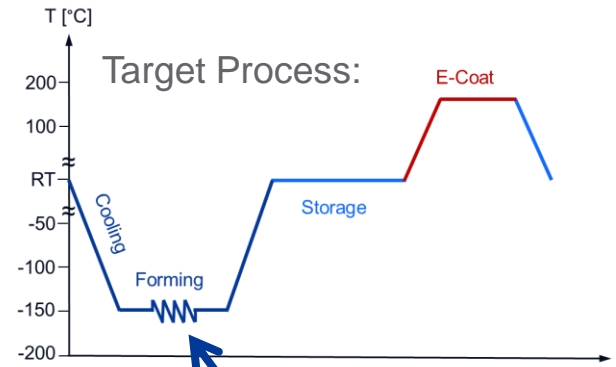 T [°C]
Target Process:
E-Coat
200
100
RT
Cooling
Storage
-50
-100
Forming
-150
-200